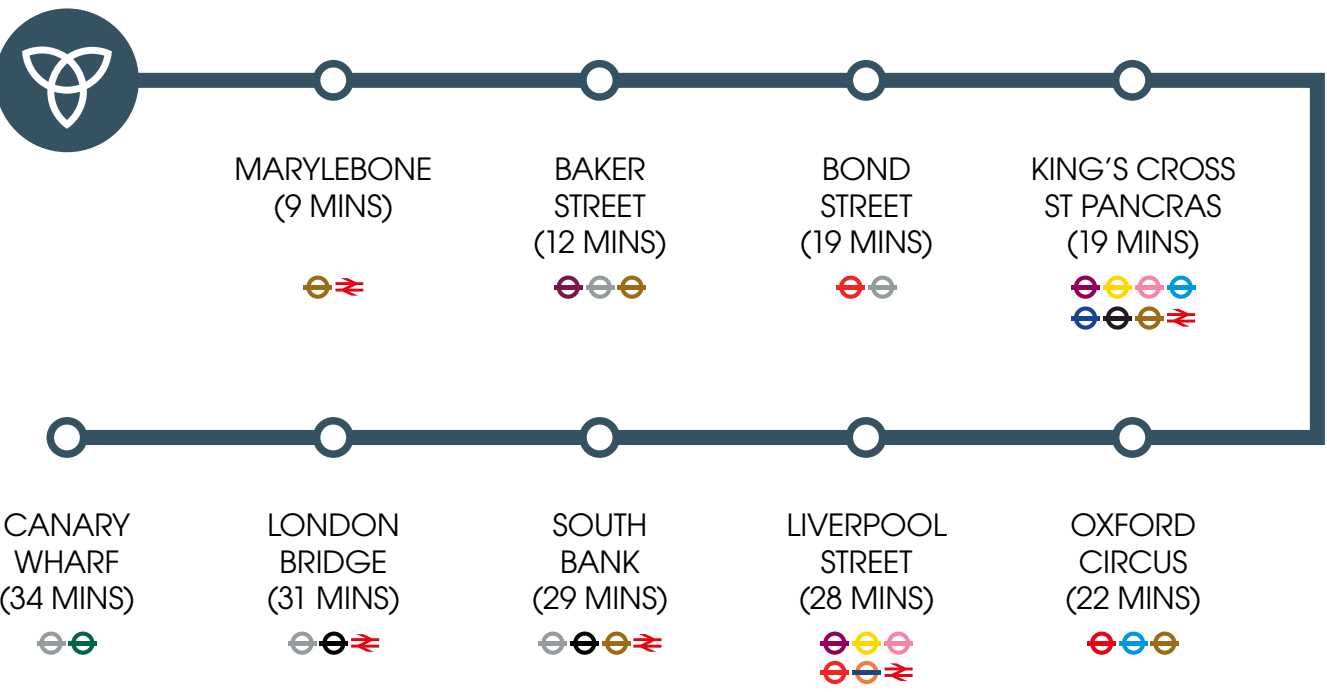 MARYLEBONE
(9 MINS)
BAKER
STREET
(12 MINS)
BOND
STREET
(19 MINS)
KING'S CROSS
ST PANCRAS
(19 MINS)
CANARY
WHARF
(34 MINS)
LONDON
BRIDGE
(31 MINS)
SOUTH
BANK
(29 MINS)
LIVERPOOL
STREET
(28 MINS)
OXFORD
CIRCUS
(22 MINS)